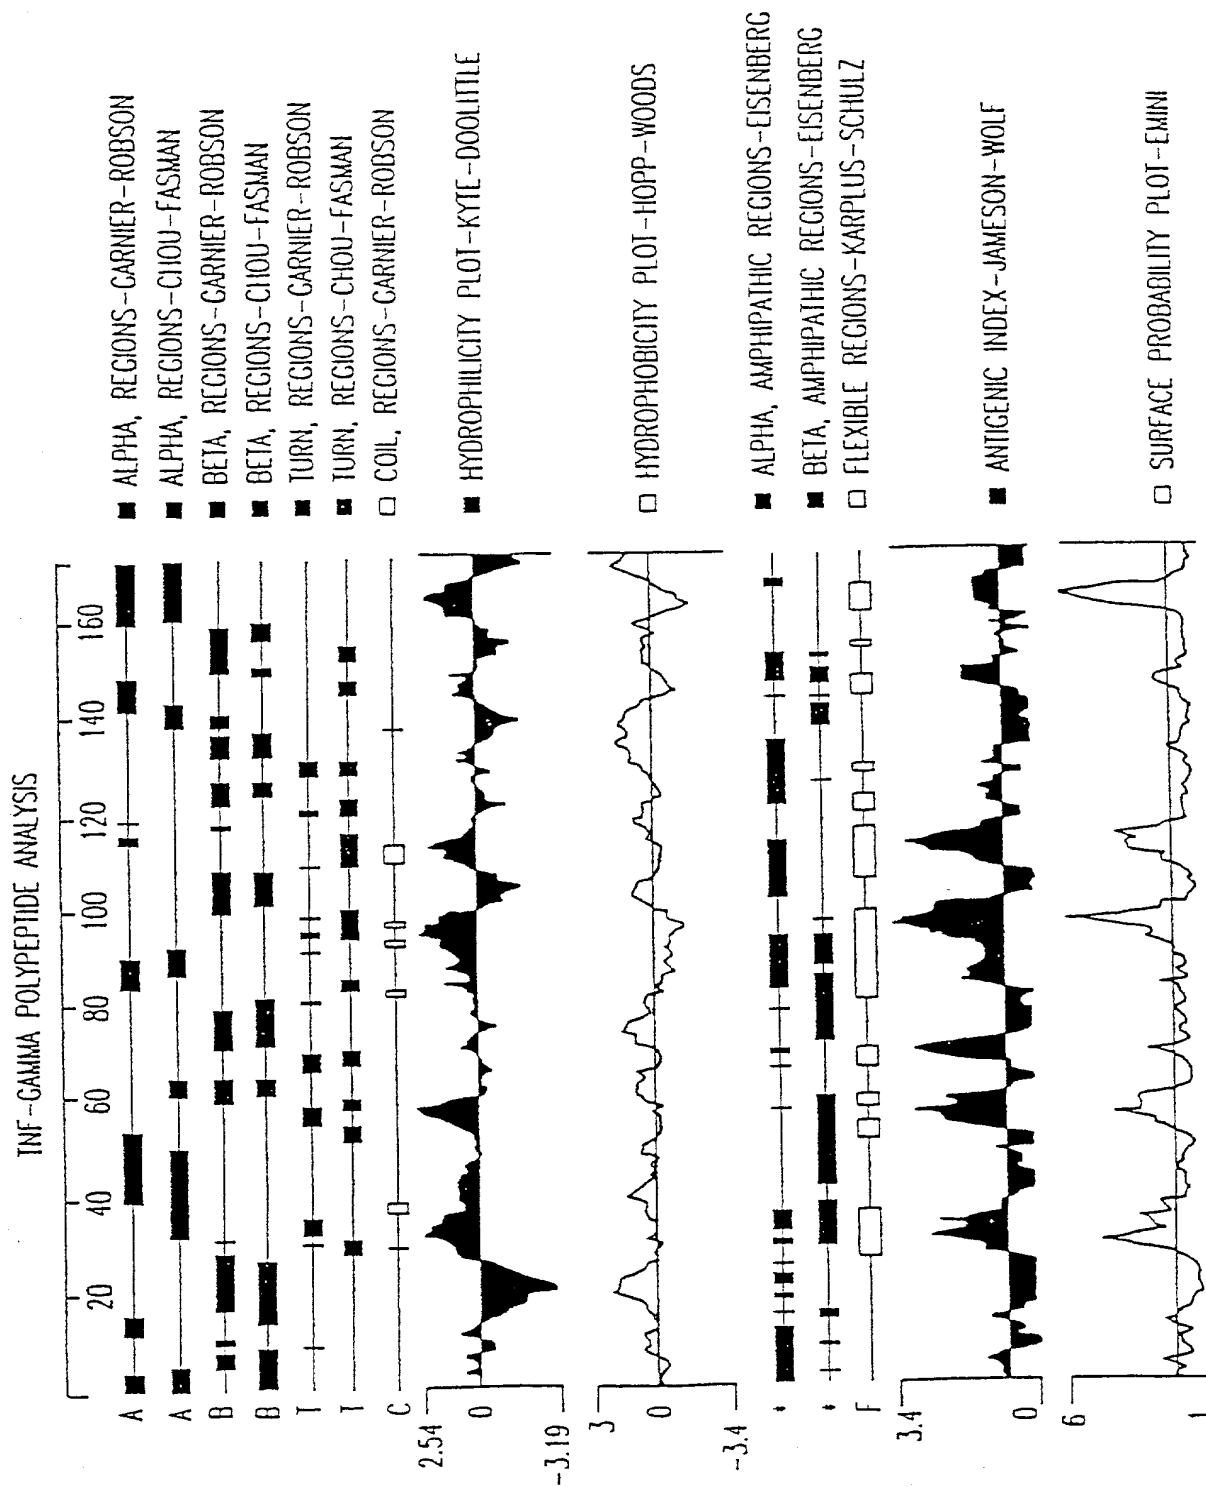 TNF-GAMMA POLYPEPTIDE ANALYSIS
20 40 60 80 100 120 140 160
A ALPHA, REGIONS-GARNIER-ROBSON
A ALPHA, REGIONS-CHOU-FASMAN
B BETA, REGIONS-GARNIER-ROBSON
B BETA, REGIONS-CHOU-FASMAN
T TURN, REGIONS-GARNIER-ROBSON
T TURN, REGIONS-CHOU-FASMAN
C COIL, REGIONS-GARNIER-ROBSON
2.54
0
-3.19
HYDROPHILICITY PLOT-KYTE-DOOLITTLE
3
0
-3.4
HYDROPHOBICITY PLOT-HOPP-WOODS
* ALPHA, AMPHIPATHIC REGIONS-EISENBERG
* BETA, AMPHIPATHIC REGIONS-EISENBERG
F FLEXIBLE REGIONS-KARPLUS-SCHULZ
3.4
0
ANTIGENIC INDEX-JAMESON-WOLF
6
1
SURFACE PROBABILITY PLOT-EMINI